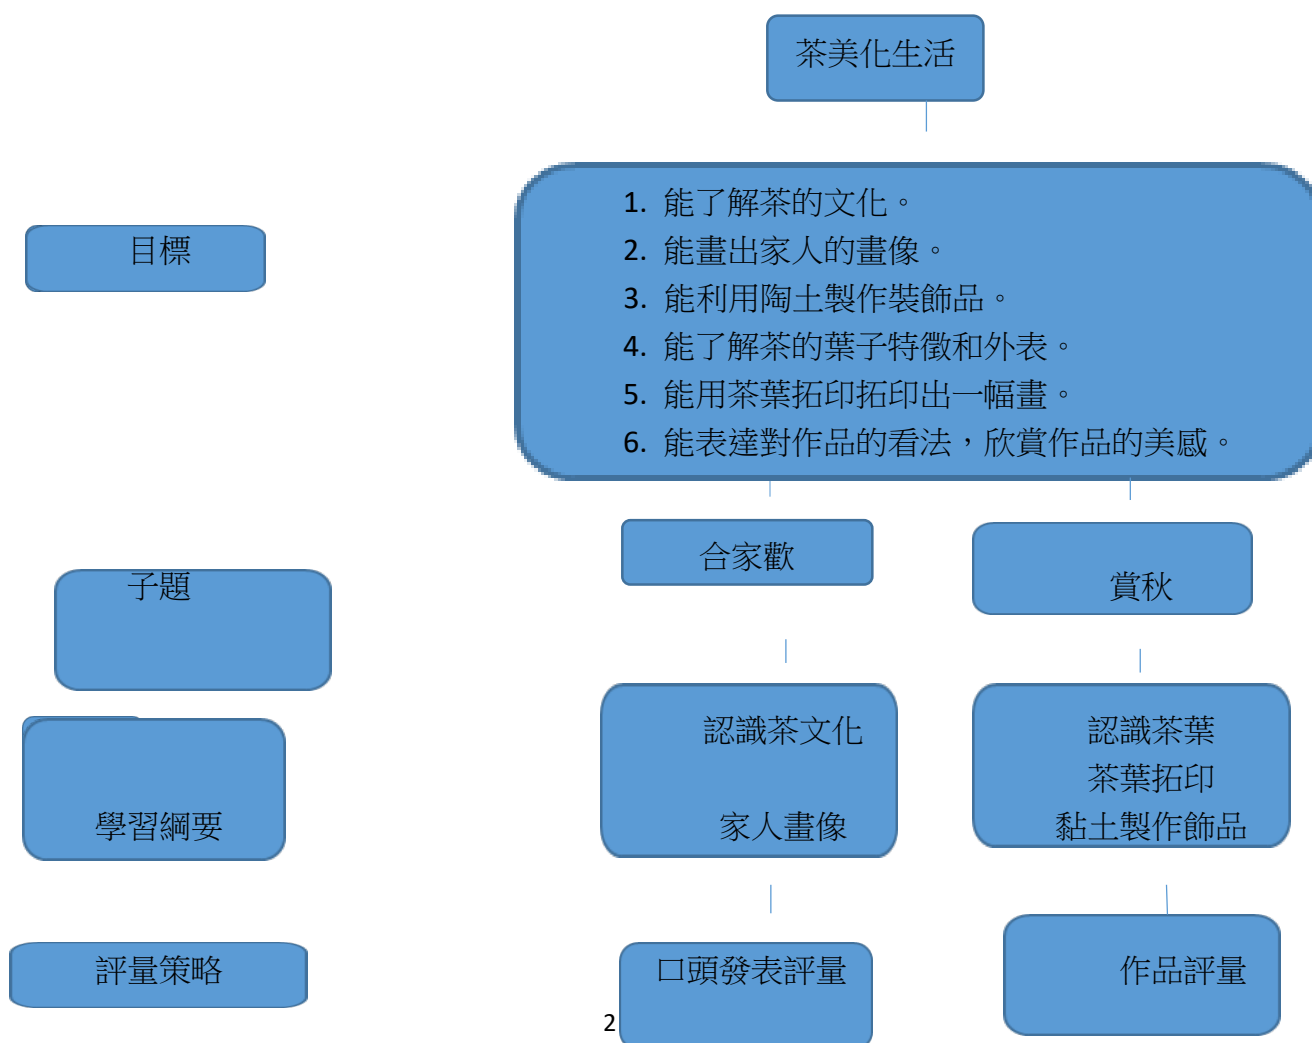 茶美化生活
目標
1. 能了解茶的文化。
2. 能畫出家人的畫像。
3. 能利用陶土製作裝飾品。
4. 能了解茶的葉子特徵和外表。
5. 能用茶葉拓印拓印出一幅畫。
6. 能表達對作品的看法，欣賞作品的美感。
子題
合家歡
賞秋
學習綱要
認識茶文化
家人畫像
認識茶葉
茶葉拓印
黏土製作飾品
評量策略
口頭發表評量
作品評量
2